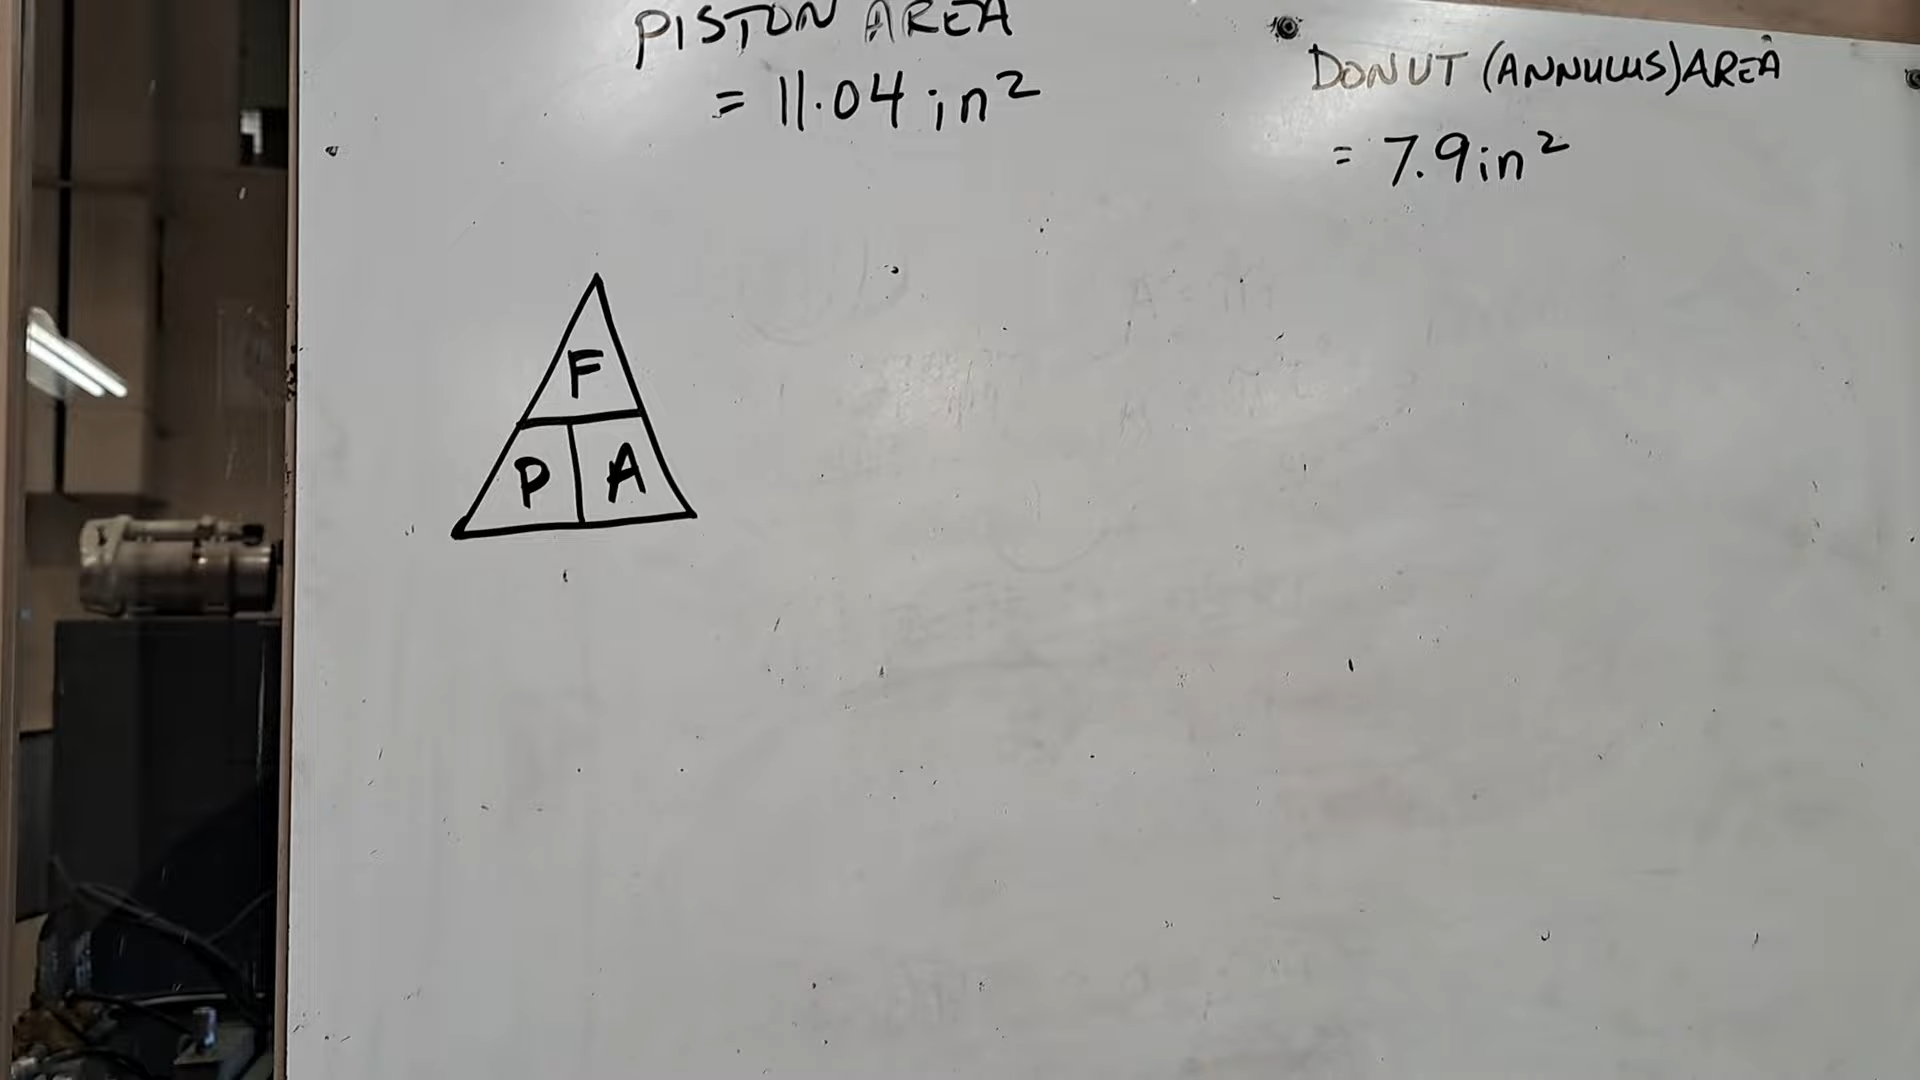 PISTON AREA
= 11.04 in²
DONUT (ANNULUS) AREA
= 7.9 in²
F
P A